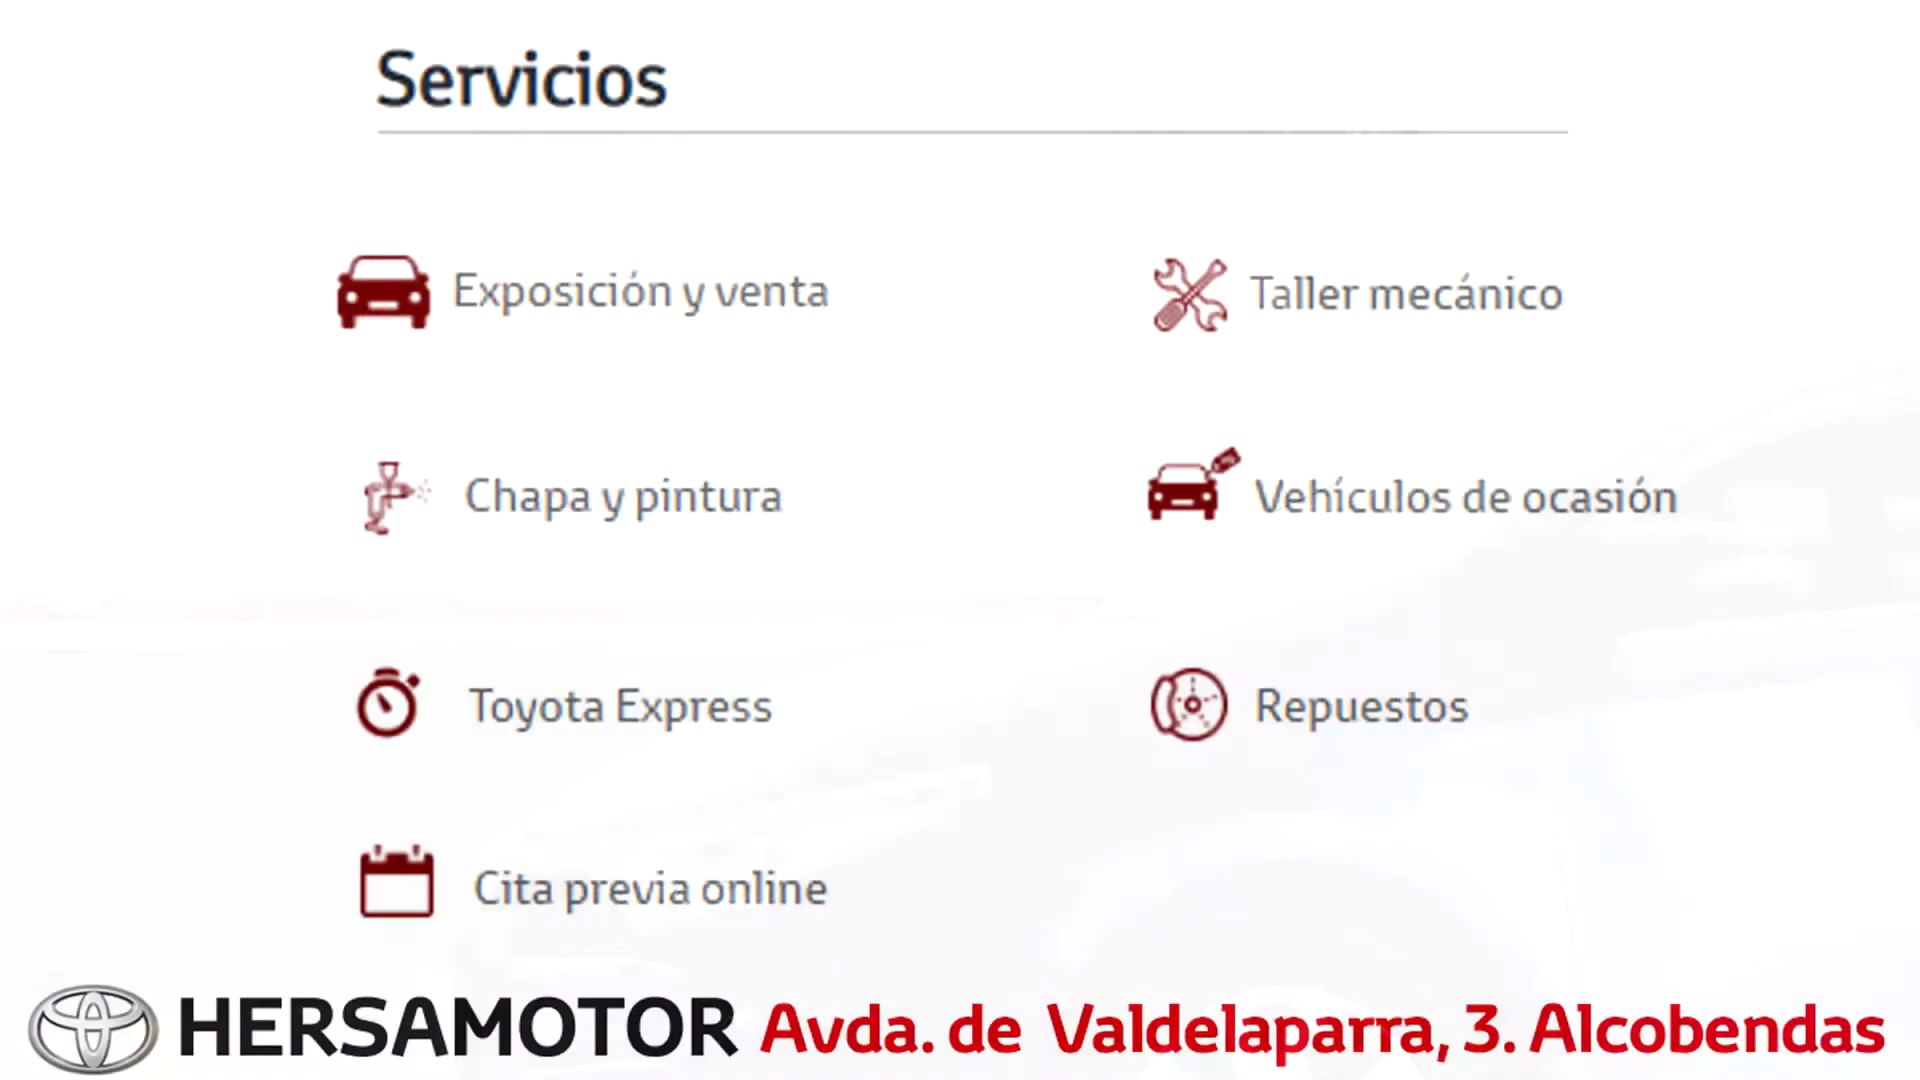 Servicios
Exposición y venta
Taller mecánico
Chapa y pintura
Vehículos de ocasión
Toyota Express
Repuestos
Cita previa online
HERSAMOTOR Avda. de Valdelaparra, 3. Alcobendas